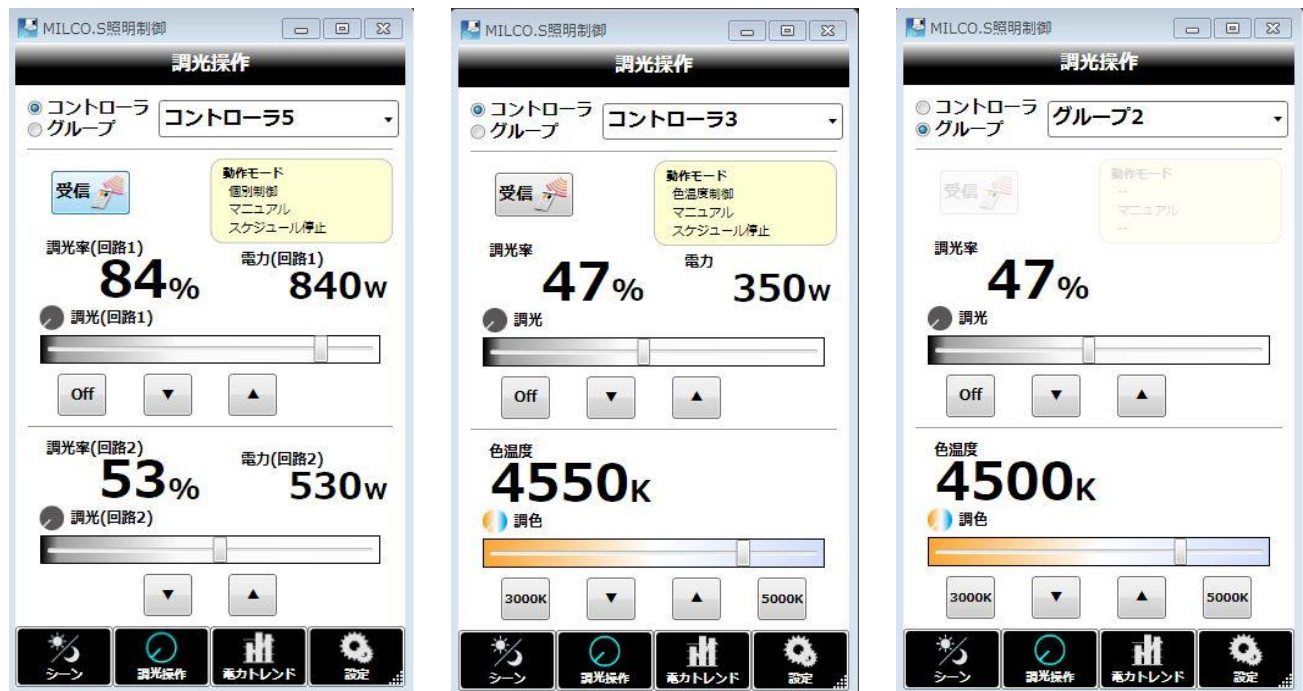 MILCO.S照明制御
調光操作
コントローラ
グループ
コントローラ5
受信
動作モード
個別制御
マニュアル
スケジュール停止
調光率(回路1)
84%
電力(回路1)
840W
調光(回路1)
Off
▼
▲
調光率(回路2)
53%
電力(回路2)
530W
調光(回路2)
▼
▲
シーン
調光操作
電力トレンド
設定
MILCO.S照明制御
調光操作
コントローラ
グループ
コントローラ3
受信
動作モード
色温度制御
マニュアル
スケジュール停止
調光率
47%
電力
350W
調光
Off
▼
▲
色温度
4550K
調色
3000K
▼
▲
5000K
シーン
調光操作
電力トレンド
設定
MILCO.S照明制御
調光操作
コントローラ
グループ
グループ2
受信
動作モード
--
マニュアル
--
調光率
47%
調光
Off
▼
▲
色温度
4500K
調色
3000K
▼
▲
5000K
シーン
調光操作
電力トレンド
設定